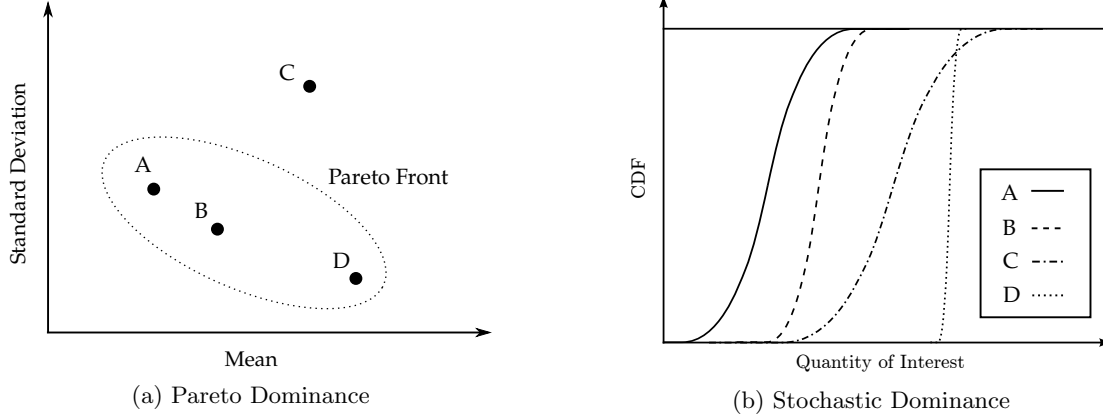 Standard Deviation
C
A
Pareto Front
B
D
Mean
(a) Pareto Dominance
CDF
A
B
C
D
Quantity of Interest
(b) Stochastic Dominance